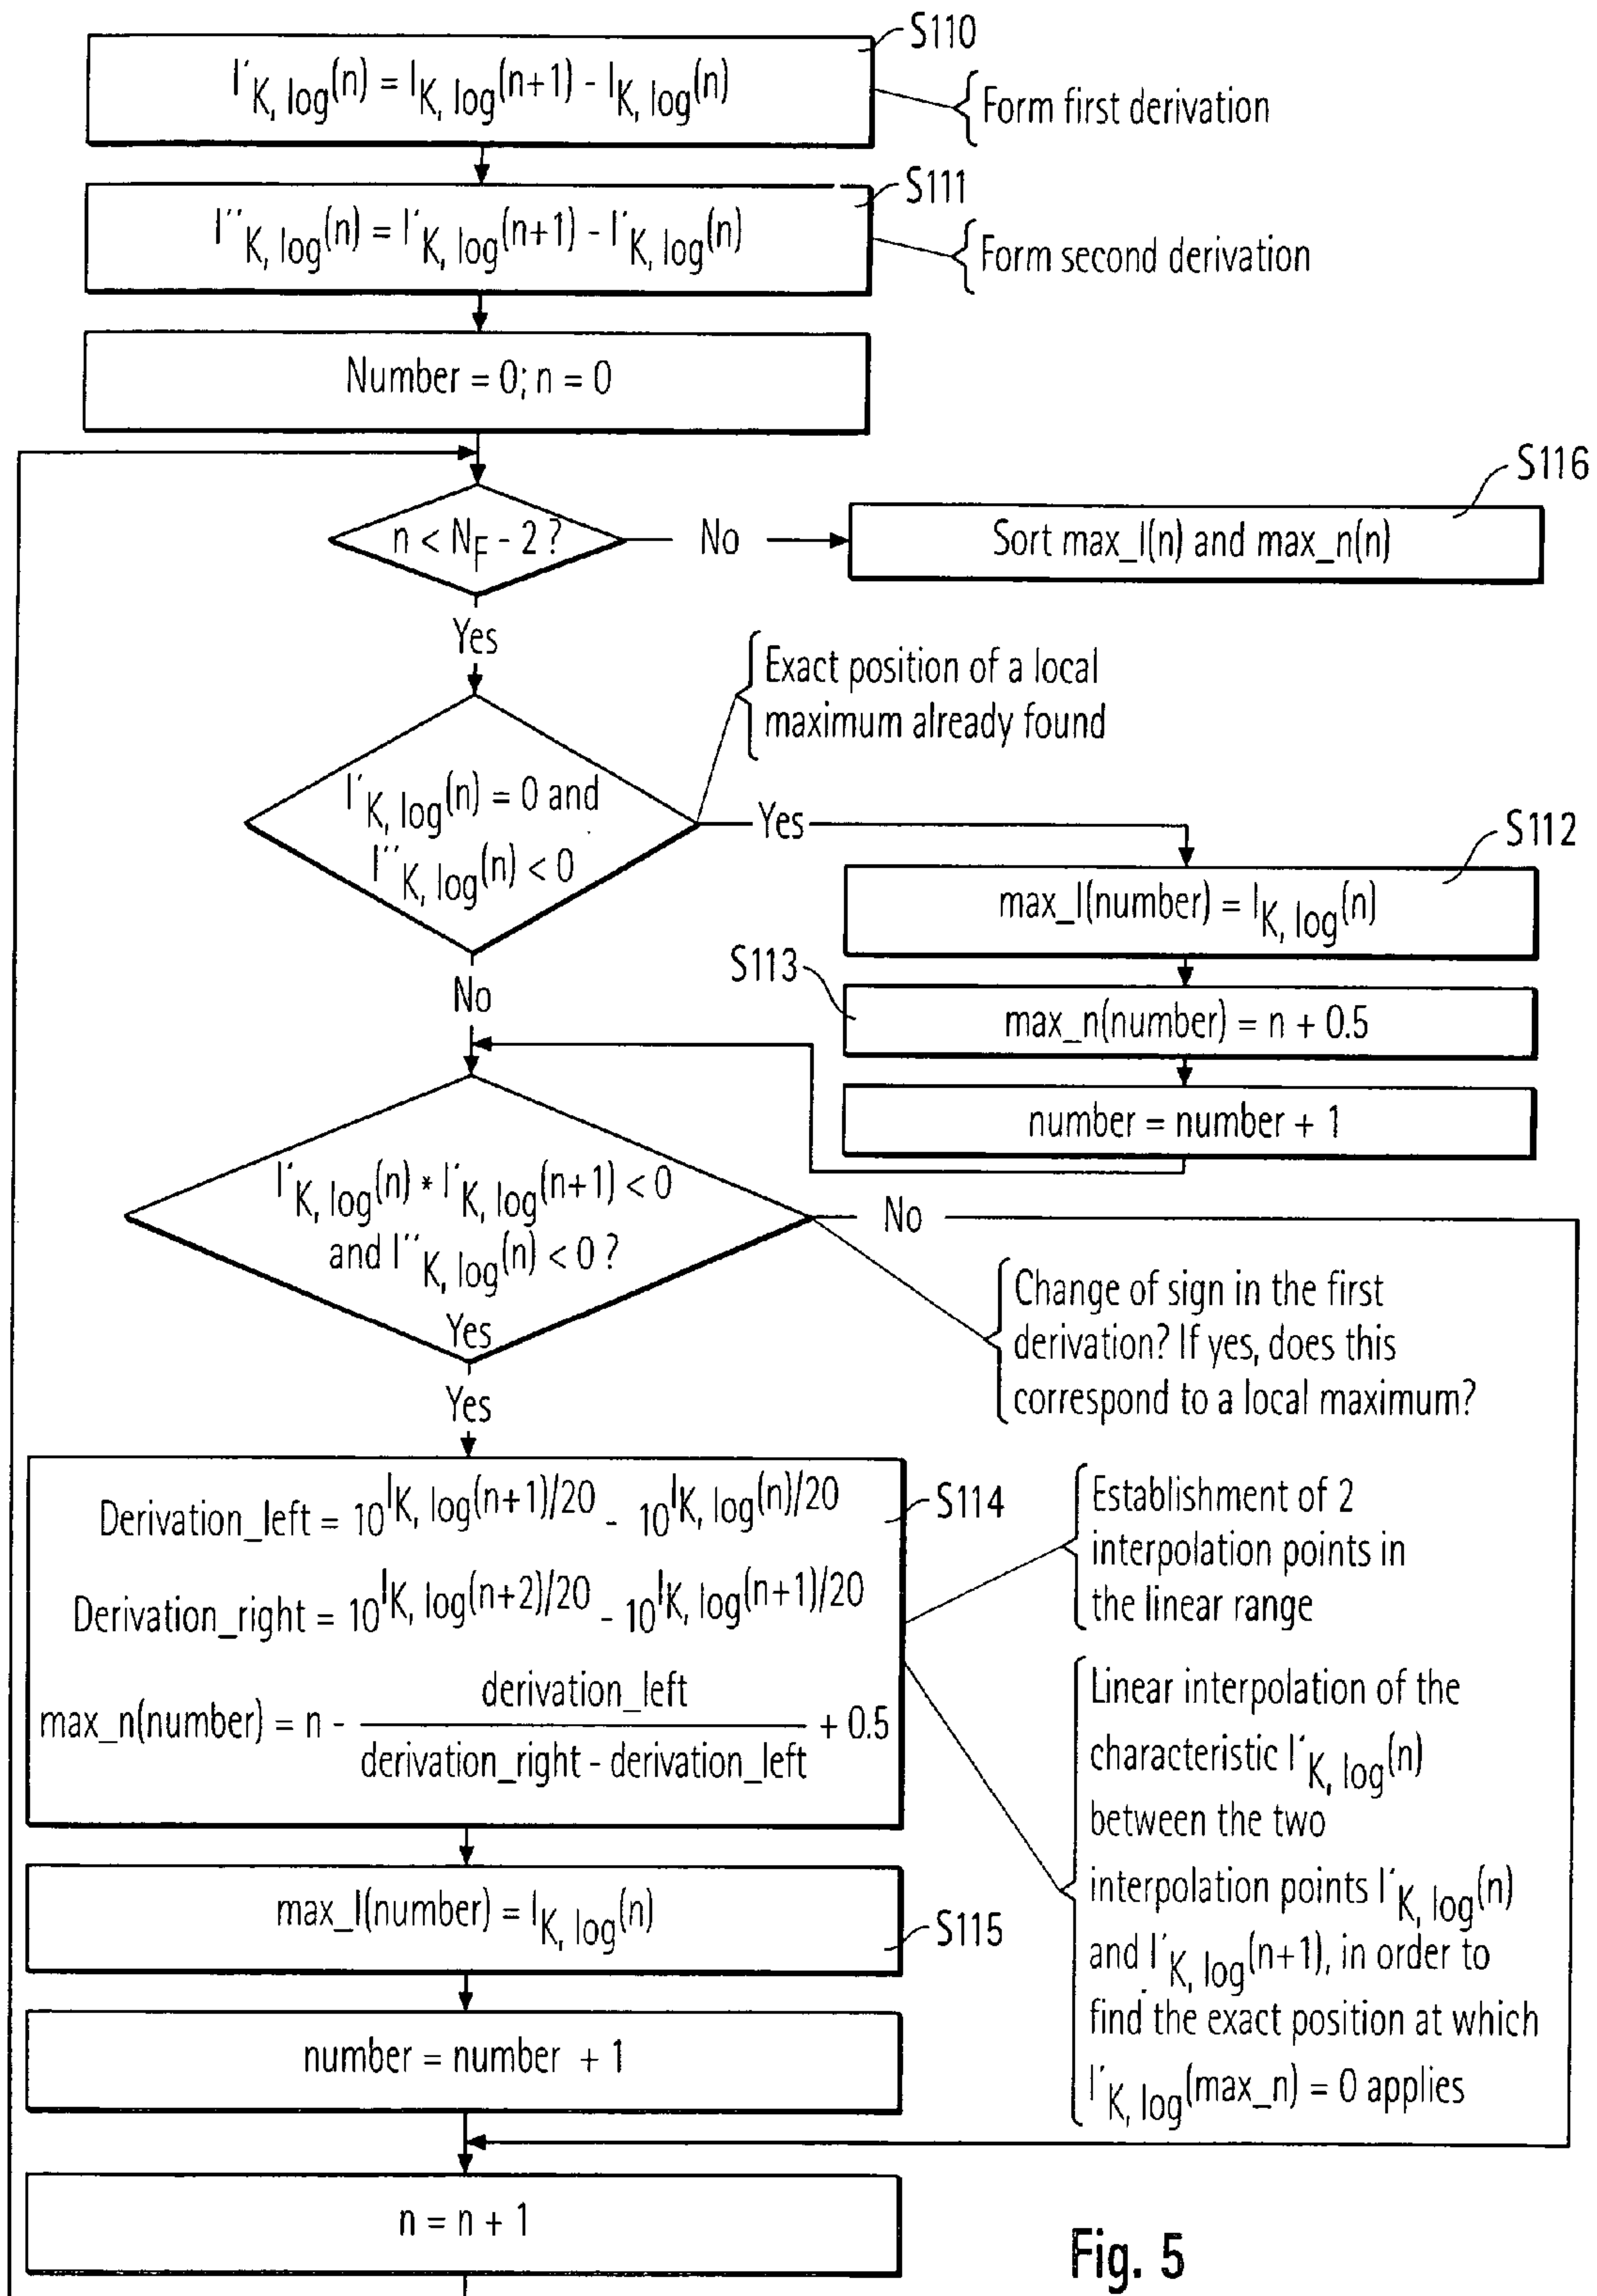 S110
I′K, log(n) = IK, log(n+1) - IK, log(n)
Form first derivation
S111
I′′K, log(n) = I′K, log(n+1) - I′K, log(n)
Form second derivation
Number = 0; n = 0
n < NF - 2 ?
No
S116
Sort max_I(n) and max_n(n)
Yes
Exact position of a local
maximum already found
I′K, log(n) = 0 and
I′′K, log(n) < 0
Yes
S112
max_I(number) = IK, log(n)
S113
max_n(number) = n + 0.5
number = number + 1
No
I′K, log(n) * I′K, log(n+1) < 0
and I′′K, log(n) < 0 ?
Yes
No
Change of sign in the first
derivation? If yes, does this
correspond to a local maximum?
Yes
S114
Derivation_left = 10IK, log(n+1)/20 - 10IK, log(n)/20
Derivation_right = 10IK, log(n+2)/20 - 10IK, log(n+1)/20
max_n(number) = n - derivation_left / derivation_right - derivation_left + 0.5
Establishment of 2
interpolation points in
the linear range
Linear interpolation of the
characteristic I′K, log(n)
between the two
interpolation points I′K, log(n)
and I′K, log(n+1), in order to
find the exact position at which
I′K, log(max_n) = 0 applies
max_I(number) = IK, log(n)
S115
number = number + 1
n = n + 1
Fig. 5